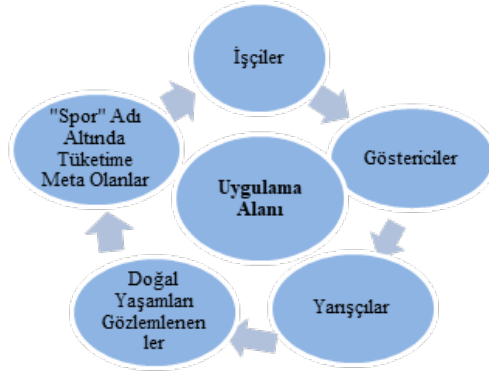 İşçiler
Göstericiler
Yarışçılar
Doğal
Yaşamları
Gözlemlenen
ler
"Spor" Adı
Altında
Tüketime
Meta Olanlar
Uygulama
Alanı